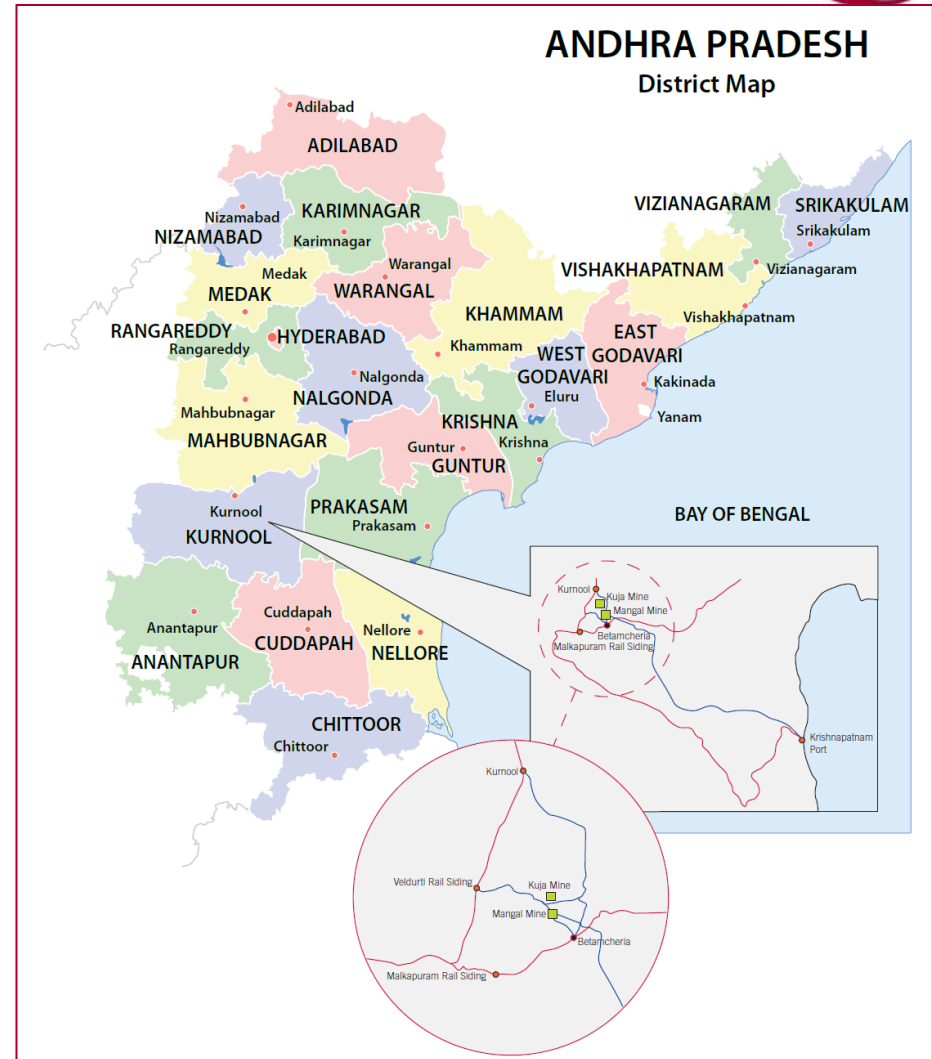 ANDHRA PRADESH
District Map
Adilabad
ADILABAD
VIZIANAGARAM
SRIKAKULAM
Nizamabad
NIZAMABAD
KARIMNAGAR
Karimnagar
Srikakulam
Medak
MEDAK
Warangal
WARANGAL
VISHAKHAPATNAM
Vizianagaram
KHAMMAM
Vishakhapatnam
RANGAREDDY
Rangareddy
HYDERABAD
Khammam
WEST
GODAVARI
Eluru
EAST
GODAVARI
Nalgonda
NALGONDA
Kakinada
Yanam
Mahbubnagar
MAHBUBNAGAR
KRISHNA
Krishna
Guntur
GUNTUR
Kurnool
KURNOOL
PRAKASAM
Prakasam
BAY OF BENGAL
Anantapur
ANANTAPUR
Cuddapah
CUDDAPAH
Nellore
NELLORE
CHITTOOR
Chittoor
Kurnool
Kuja Mine
Mangal Mine
Betamcheria
Malkapuram Rail Siding
Krishnapatnam
Port
Kurnool
Veldurti Rail Siding
Kuja Mine
Mangal Mine
Betamcheria
Malkapuram Rail Siding